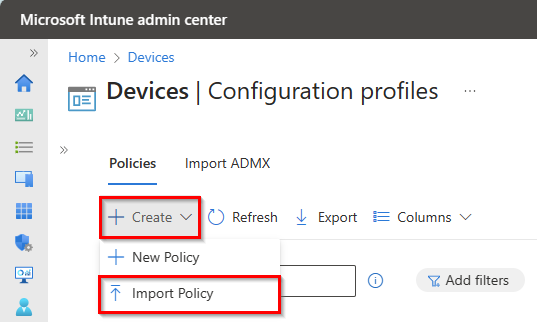 Microsoft Intune admin center
Home > Devices
Devices | Configuration profiles ...
Policies Import ADMX
Create Refresh Export Columns
New Policy
Import Policy
Add filters